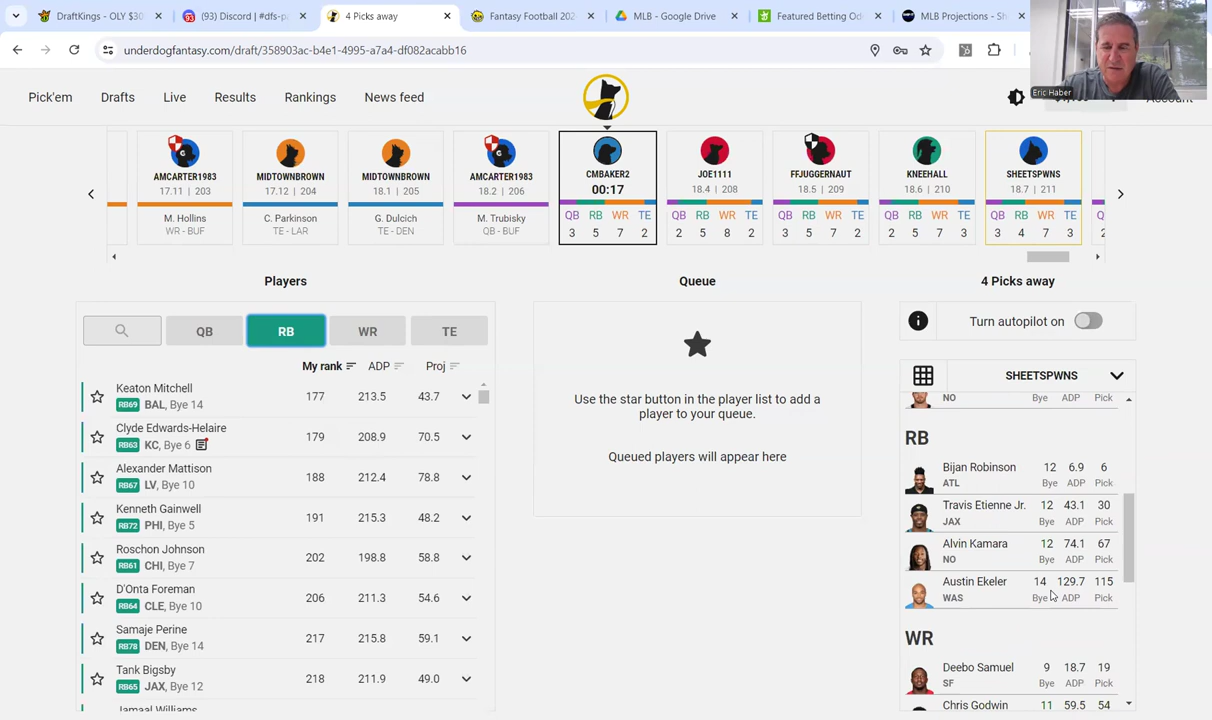 DraftKings - OLY $30
(93) Discord | #dfs-p
4 Picks away
Fantasy Football 202
MLB - Google Drive
Featured Betting Od
MLB Projections - Sh
underdogfantasy.com/draft/358903ac-b4e1-4995-a7a4-df082acabb16
Eric Haber
Pick'em
Drafts
Live
Results
Rankings
News feed
Account
AMCARTER1983
17.11 | 203
M. Hollins
WR - BUF
MIDTOWNBROWN
17.12 | 204
C. Parkinson
TE - LAR
MIDTOWNBROWN
18.1 | 205
G. Dulcich
TE - DEN
AMCARTER1983
18.2 | 206
M. Trubisky
QB - BUF
CMBAKER2
00:17
QB RB WR TE
3 5 7 2
JOE1111
18.4 | 208
QB RB WR TE
2 5 8 2
FFJUGGERNAUT
18.5 | 209
QB RB WR TE
3 5 7 2
KNEEHALL
18.6 | 210
QB RB WR TE
2 5 7 3
SHEETSPWNS
18.7 | 211
QB RB WR TE
3 4 7 3
Players
QB
RB
WR
TE
My rank ADP Proj
Keaton Mitchell
RB69 BAL, Bye 14
177 213.5 43.7
Clyde Edwards-Helaire
RB63 KC, Bye 6
179 208.9 70.5
Alexander Mattison
RB67 LV, Bye 10
188 212.4 78.8
Kenneth Gainwell
RB72 PHI, Bye 5
191 215.3 48.2
Roschon Johnson
RB61 CHI, Bye 7
202 198.8 58.8
D'Onta Foreman
RB64 CLE, Bye 10
206 211.3 54.6
Samaje Perine
RB78 DEN, Bye 14
217 215.8 59.1
Tank Bigsby
RB65 JAX, Bye 12
218 211.9 49.0
Jamaal Williams
Queue
Use the star button in the player list to add a
player to your queue.
Queued players will appear here
4 Picks away
Turn autopilot on
SHEETSPWNS
NO Bye ADP Pick
RB
Bijan Robinson 12 6.9 6
ATL Bye ADP Pick
Travis Etienne Jr. 12 43.1 30
JAX Bye ADP Pick
Alvin Kamara 12 74.1 67
NO Bye ADP Pick
Austin Ekeler 14 129.7 115
WAS Bye ADP Pick
WR
Deebo Samuel 9 18.7 19
SF Bye ADP Pick
Chris Godwin 11 59.5 54